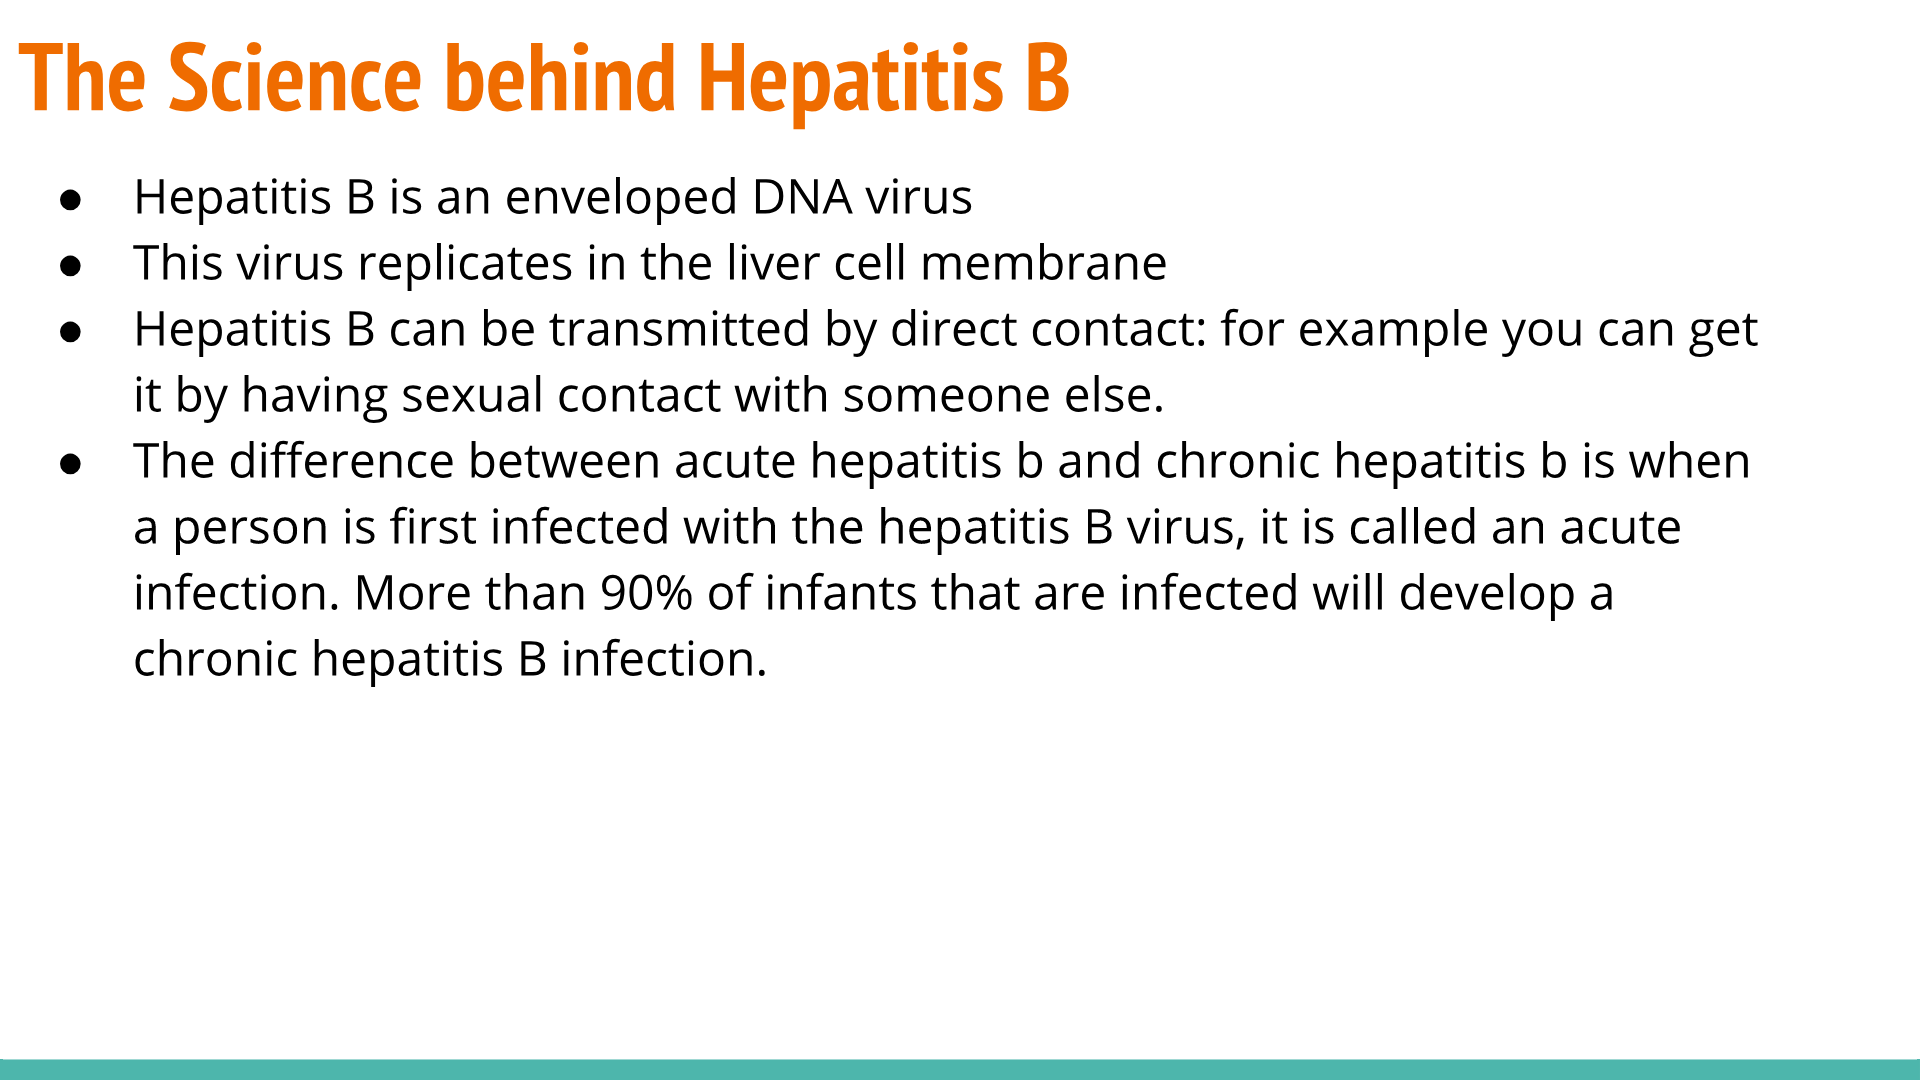 The Science behind Hepatitis B
● Hepatitis B is an enveloped DNA virus
● This virus replicates in the liver cell membrane
● Hepatitis B can be transmitted by direct contact: for example you can get
it by having sexual contact with someone else.
● The difference between acute hepatitis b and chronic hepatitis b is when
a person is first infected with the hepatitis B virus, it is called an acute
infection. More than 90% of infants that are infected will develop a
chronic hepatitis B infection.